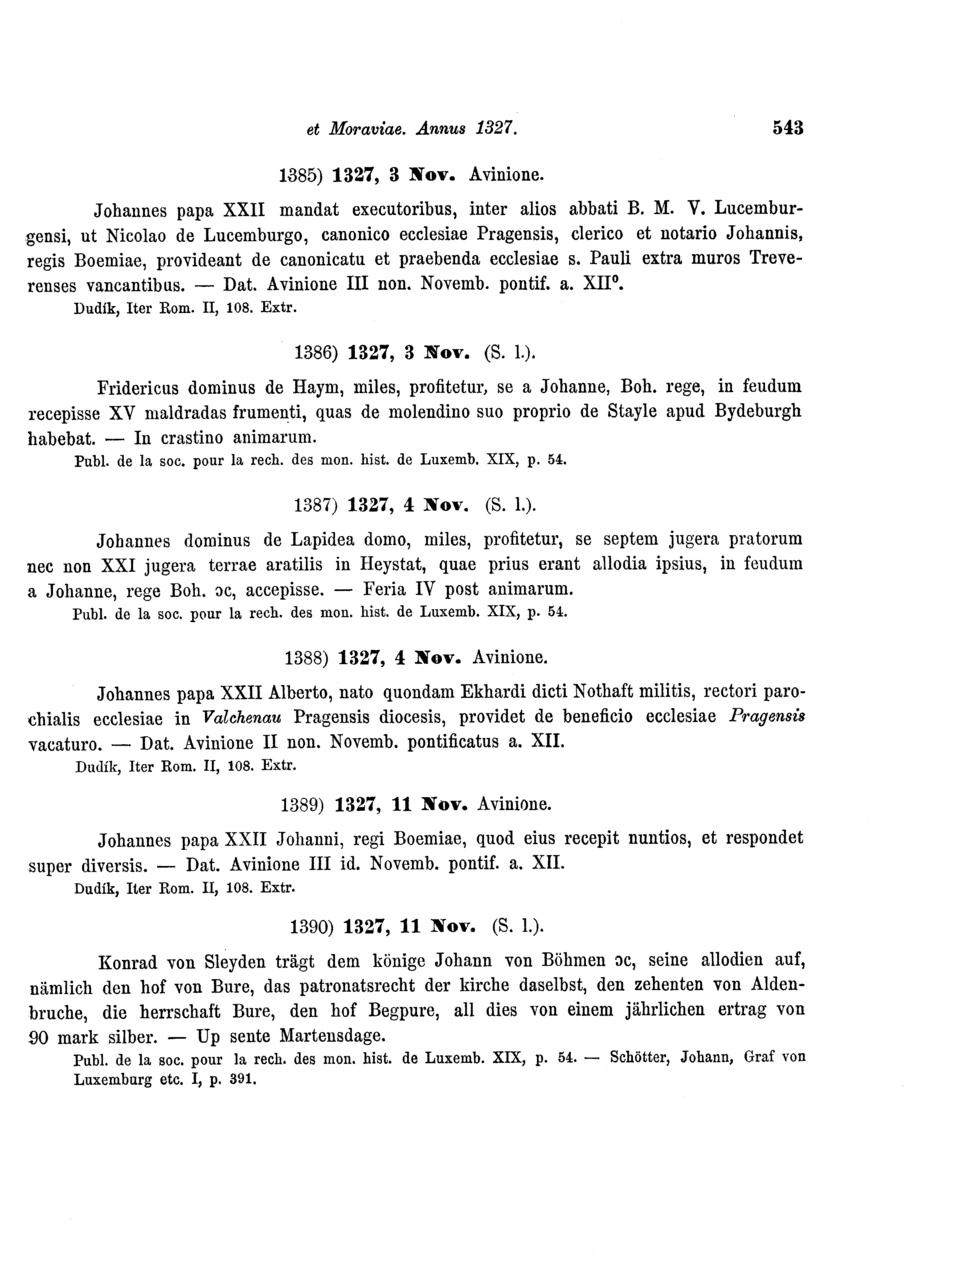 et Moraviae. Annus 1327. 543
1385) 1327, 3 Nov. Avinione.
Johannes papa XXII mandat executoribus, inter alios abbati B. M. V. Lucembur-
gensi, ut Nicolao de Lucemburgo, canonico ecclesiae Pragensis, clerico et notario Johannis,
regis Boemiae, provideant de canonicatu et praebenda ecclesiae s. Pauli extra muros Treve-
renses vancantibus. — Dat. Avinione III non. Novemb. pontif. a. XII⁰.
Dudík, Iter Rom. II, 108. Extr.
1386) 1327, 3 Nov. (S. l.).
Fridericus dominus de Haym, miles, profitetur, se a Johanne, Boh. rege, in feudum
recepisse XV maldradas frumenti, quas de molendino suo proprio de Stayle apud Bydeburgh
habebat. — In crastino animarum.
Publ. de la soc. pour la rech. des mon. hist. de Luxemb. XIX, p. 54.
1387) 1327, 4 Nov. (S. l.).
Johannes dominus de Lapidea domo, miles, profitetur, se septem jugera pratorum
nec non XXI jugera terrae aratilis in Heystat, quae prius erant allodia ipsius, in feudum
a Johanne, rege Boh. ɔc, accepisse. — Feria IV post animarum.
Publ. de la soc. pour la rech. des mon. hist. de Luxemb. XIX, p. 54.
1388) 1327, 4 Nov. Avinione.
Johannes papa XXII Alberto, nato quondam Ekhardi dicti Nothaft militis, rectori paro-
chialis ecclesiae in Valchenau Pragensis diocesis, providet de beneficio ecclesiae Pragensis
vacaturo. — Dat. Avinione II non. Novemb. pontificatus a. XII.
Dudík, Iter Rom. II, 108. Extr.
1389) 1327, 11 Nov. Avinione.
Johannes papa XXII Johanni, regi Boemiae, quod eius recepit nuntios, et respondet
super diversis. — Dat. Avinione III id. Novemb. pontif. a. XII.
Dudík, Iter Rom. II, 108. Extr.
1390) 1327, 11 Nov. (S. l.).
Konrad von Sleyden trägt dem könige Johann von Böhmen ɔc, seine allodien auf,
nämlich den hof von Bure, das patronatsrecht der kirche daselbst, den zehenten von Alden-
bruche, die herrschaft Bure, den hof Begpure, all dies von einem jährlichen ertrag von
90 mark silber. — Up sente Martensdage.
Publ. de la soc. pour la rech. des mon. hist. de Luxemb. XIX, p. 54. — Schötter, Johann, Graf von
Luxemburg etc. I, p. 391.